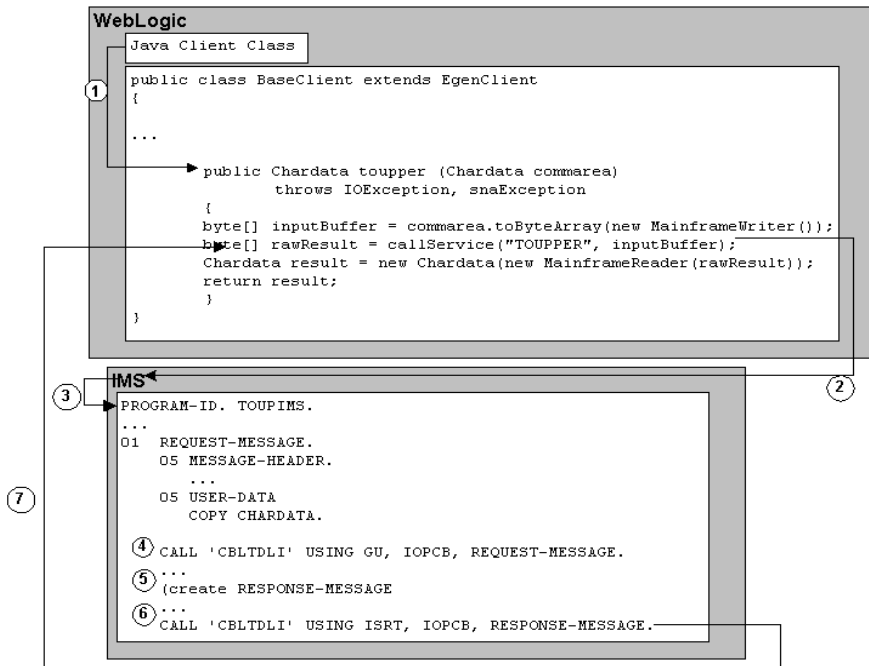 WebLogic
Java Client Class
1
public class BaseClient extends EgenClient
{
...
public Chardata toupper (Chardata commarea)
throws IOException, snaException
{
byte[] inputBuffer = commarea.toByteArray(new MainframeWriter());
byte[] rawResult = callService("TOUPPER", inputBuffer);
Chardata result = new Chardata(new MainframeReader(rawResult));
return result;
}
}
2
IMS
3
PROGRAM-ID. TOUPIMS.
...
01 REQUEST-MESSAGE.
05 MESSAGE-HEADER.
...
05 USER-DATA
COPY CHARDATA.
7
4 CALL 'CBLTDLI' USING GU, IOPCB, REQUEST-MESSAGE.
...
5 (create RESPONSE-MESSAGE
...
6 CALL 'CBLTDLI' USING ISRT, IOPCB, RESPONSE-MESSAGE.